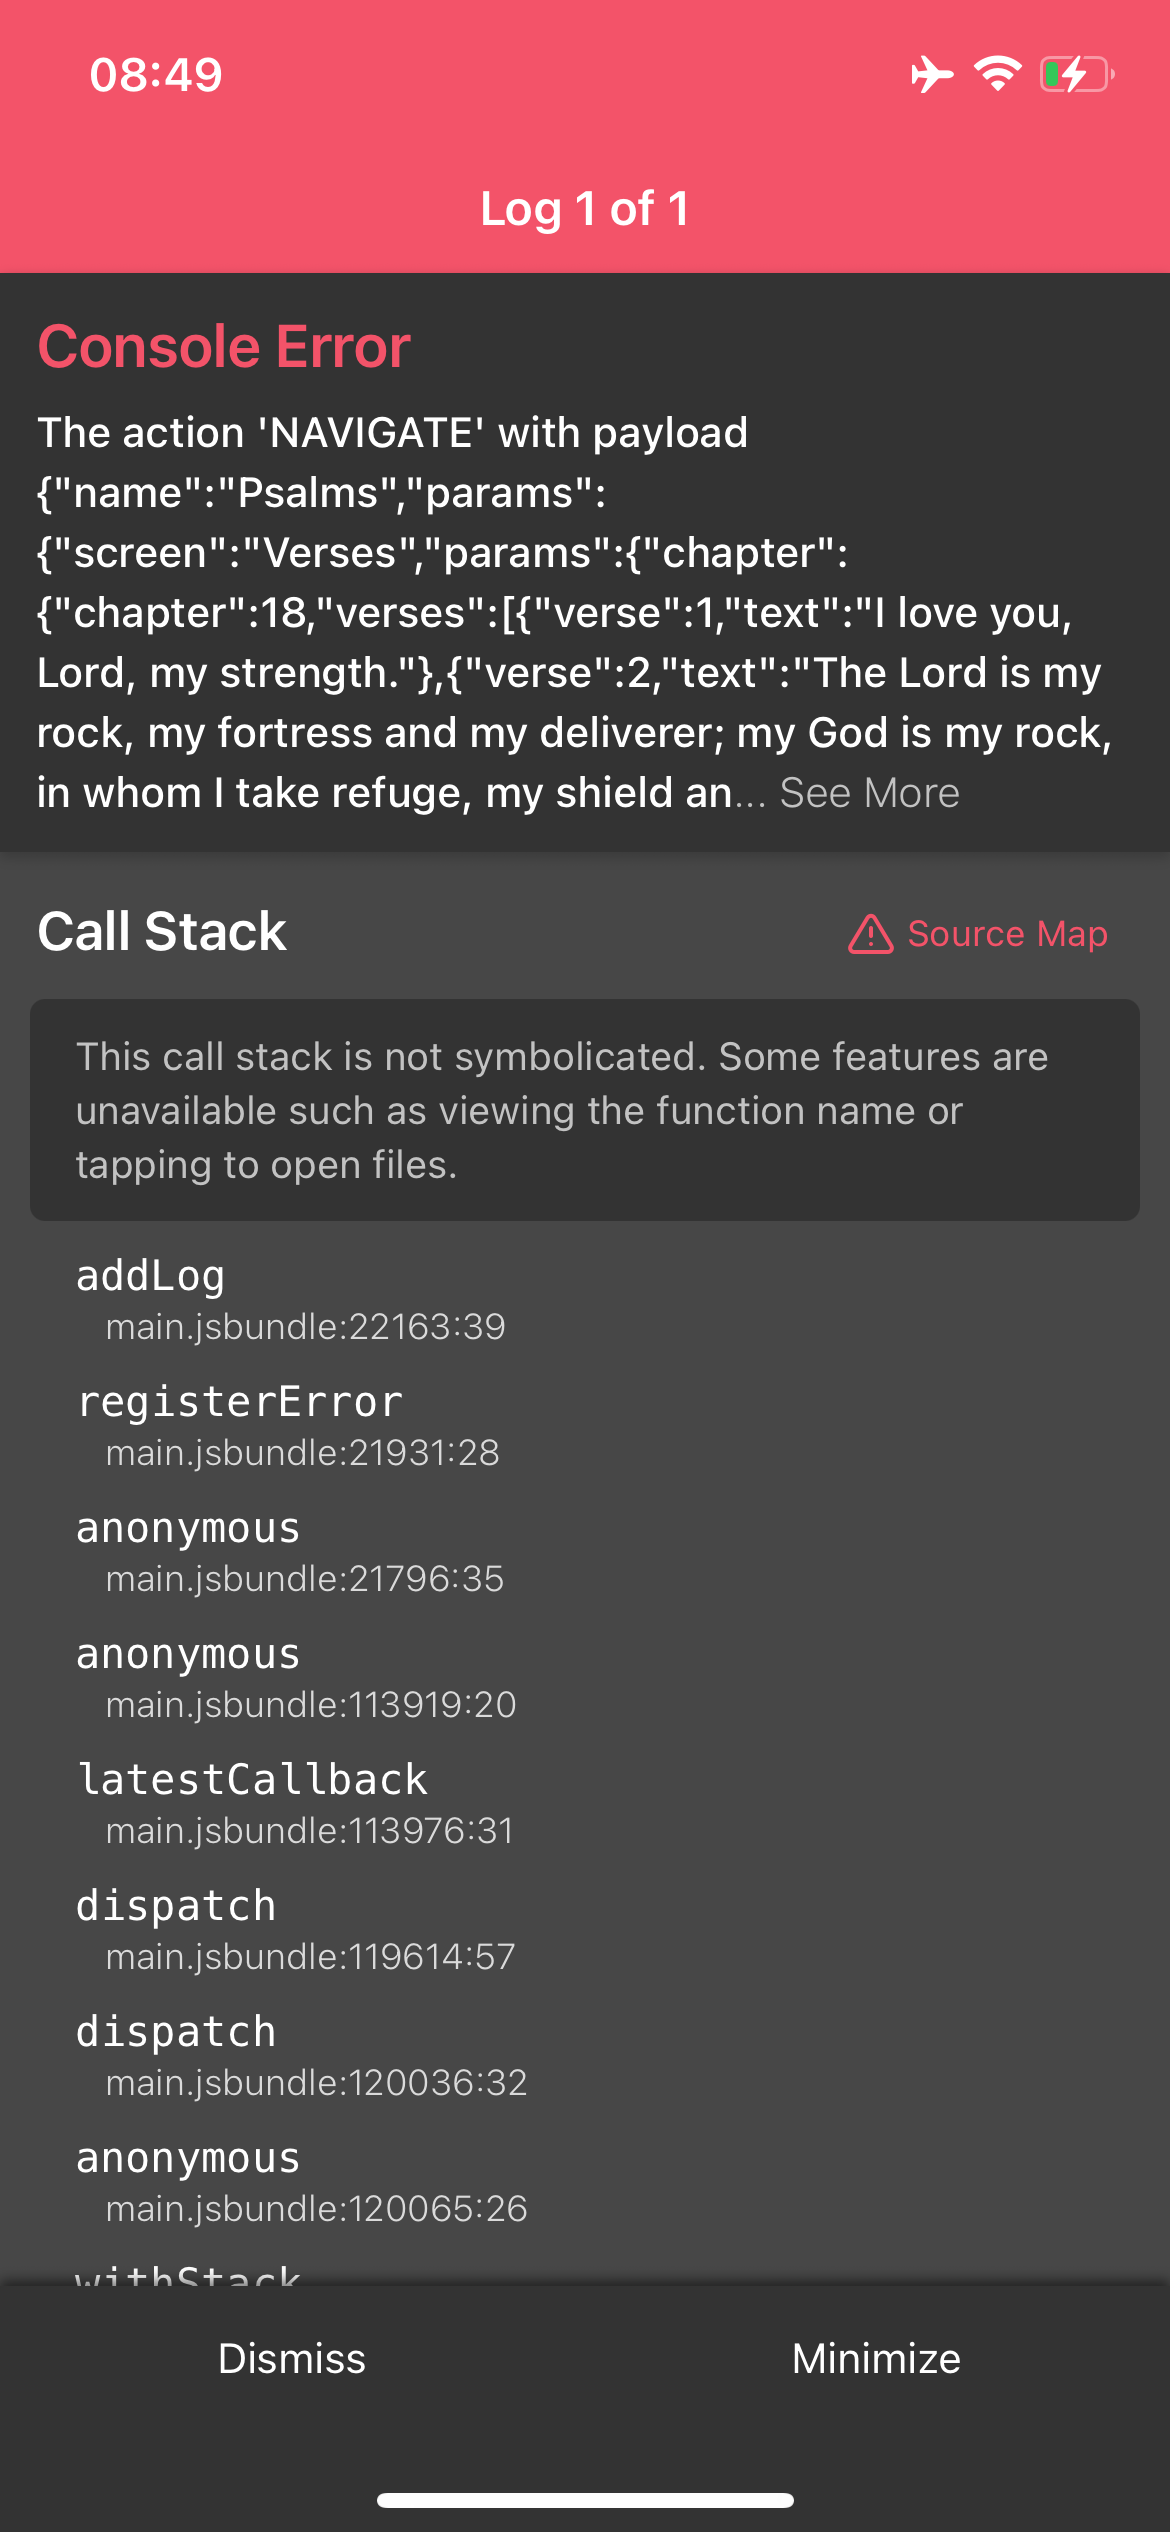 08:49
Log 1 of 1
Console Error
The action 'NAVIGATE' with payload
{"name":"Psalms","params":
{"screen":"Verses","params":{"chapter":
{"chapter":18,"verses":[{"verse":1,"text":"I love you,
Lord, my strength."},{"verse":2,"text":"The Lord is my
rock, my fortress and my deliverer; my God is my rock,
in whom I take refuge, my shield an... See More
Call Stack
Source Map
This call stack is not symbolicated. Some features are
unavailable such as viewing the function name or
tapping to open files.
addLog
main.jsbundle:22163:39
registerError
main.jsbundle:21931:28
anonymous
main.jsbundle:21796:35
anonymous
main.jsbundle:113919:20
latestCallback
main.jsbundle:113976:31
dispatch
main.jsbundle:119614:57
dispatch
main.jsbundle:120036:32
anonymous
main.jsbundle:120065:26
withStack
Dismiss
Minimize